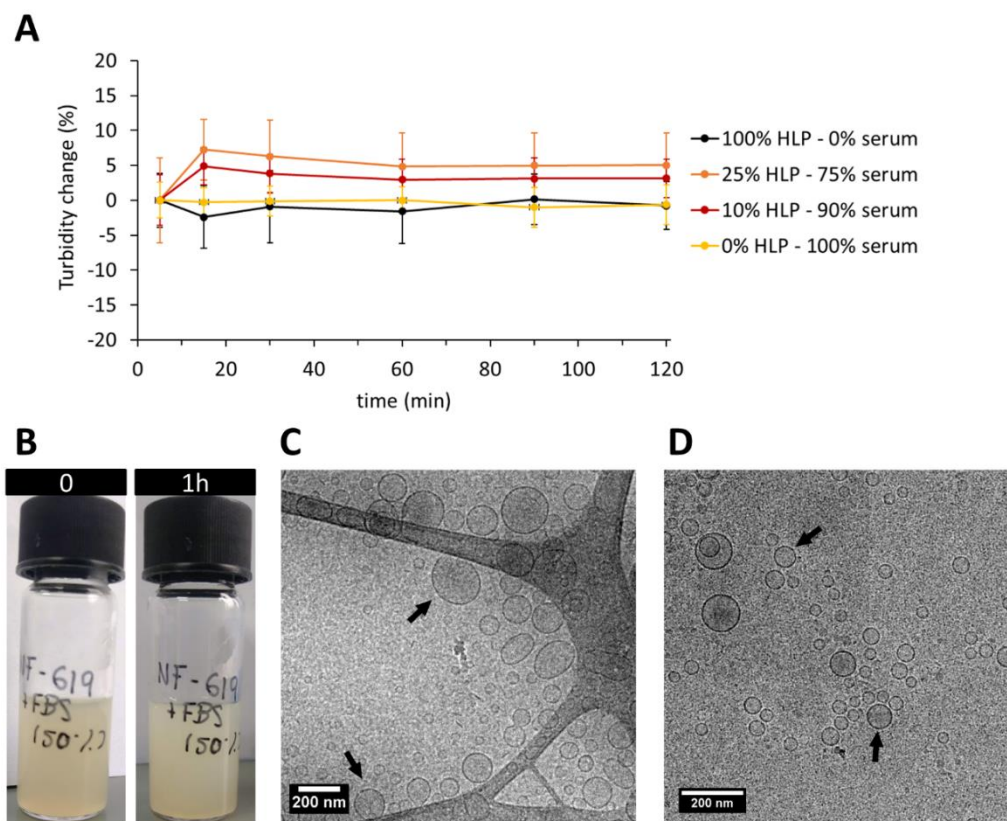 A
Turbidity change (%)
20
15
10
5
0
-5
-10
-15
-20
0
20
40
60
80
100
120
time (min)
100% HLP - 0% serum
25% HLP - 75% serum
10% HLP - 90% serum
0% HLP - 100% serum
B
0
1h
NF-619
+FBS
NF-619
+FBS
C
200 nm
D
200 nm